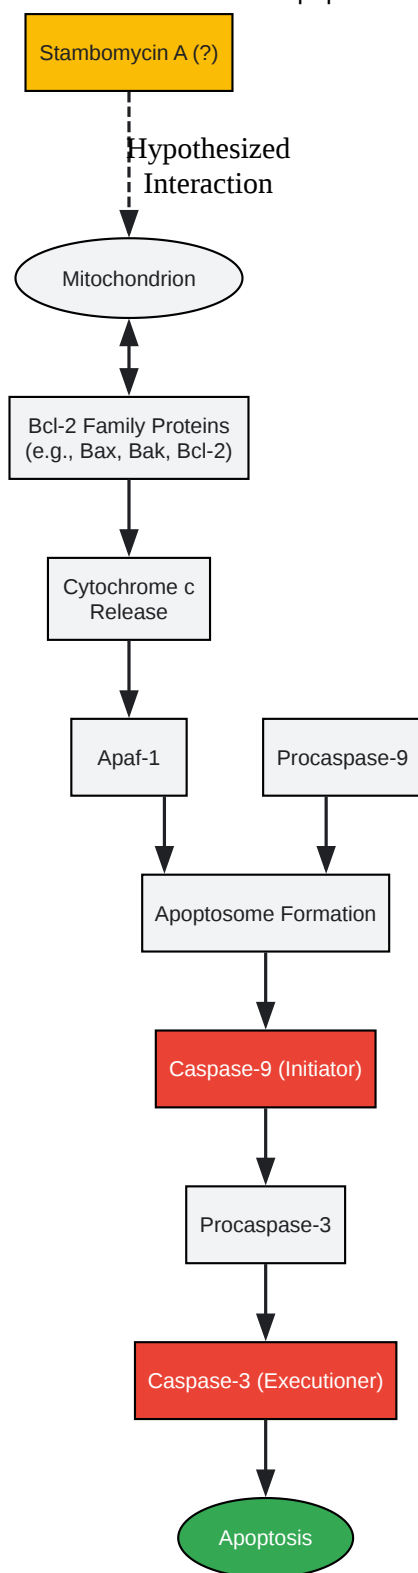 Stambomycin A (?)
Hypothesized
Interaction
Mitochondrion
Bcl-2 Family Proteins
(e.g., Bax, Bak, Bcl-2)
Cytochrome c
Release
Apaf-1
Procaspase-9
Apoptosome Formation
Caspase-9 (Initiator)
Procaspase-3
Caspase-3 (Executioner)
Apoptosis